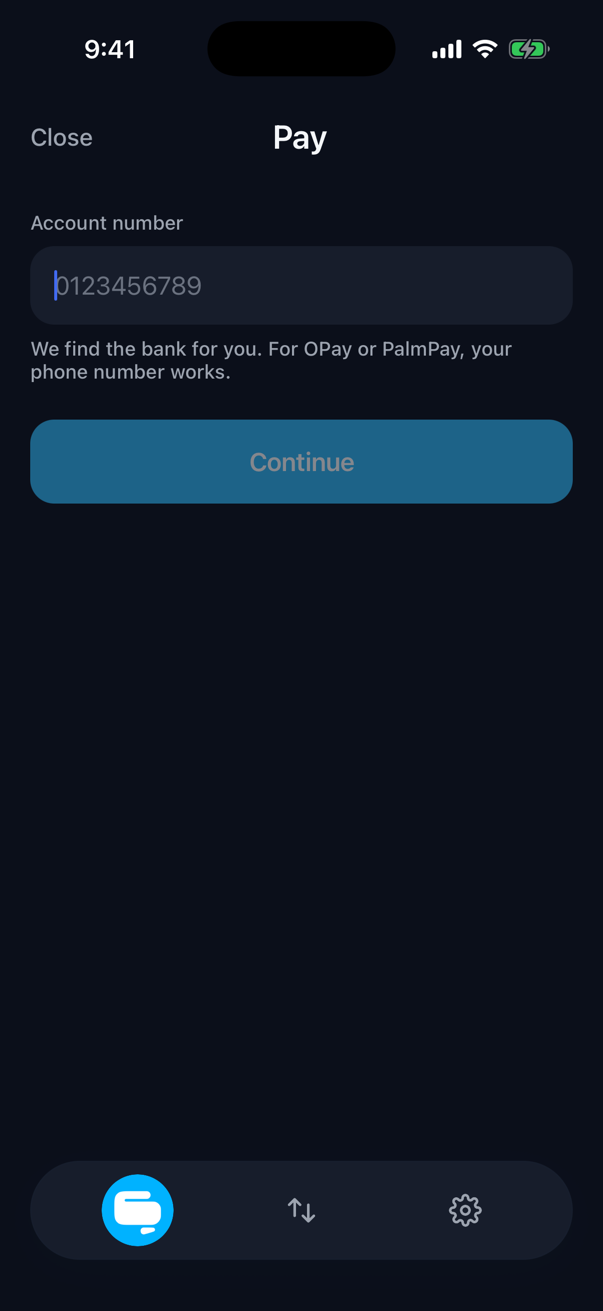 9:41
Close
Pay
Account number
0123456789
We find the bank for you. For OPay or PalmPay, your
phone number works.
Continue